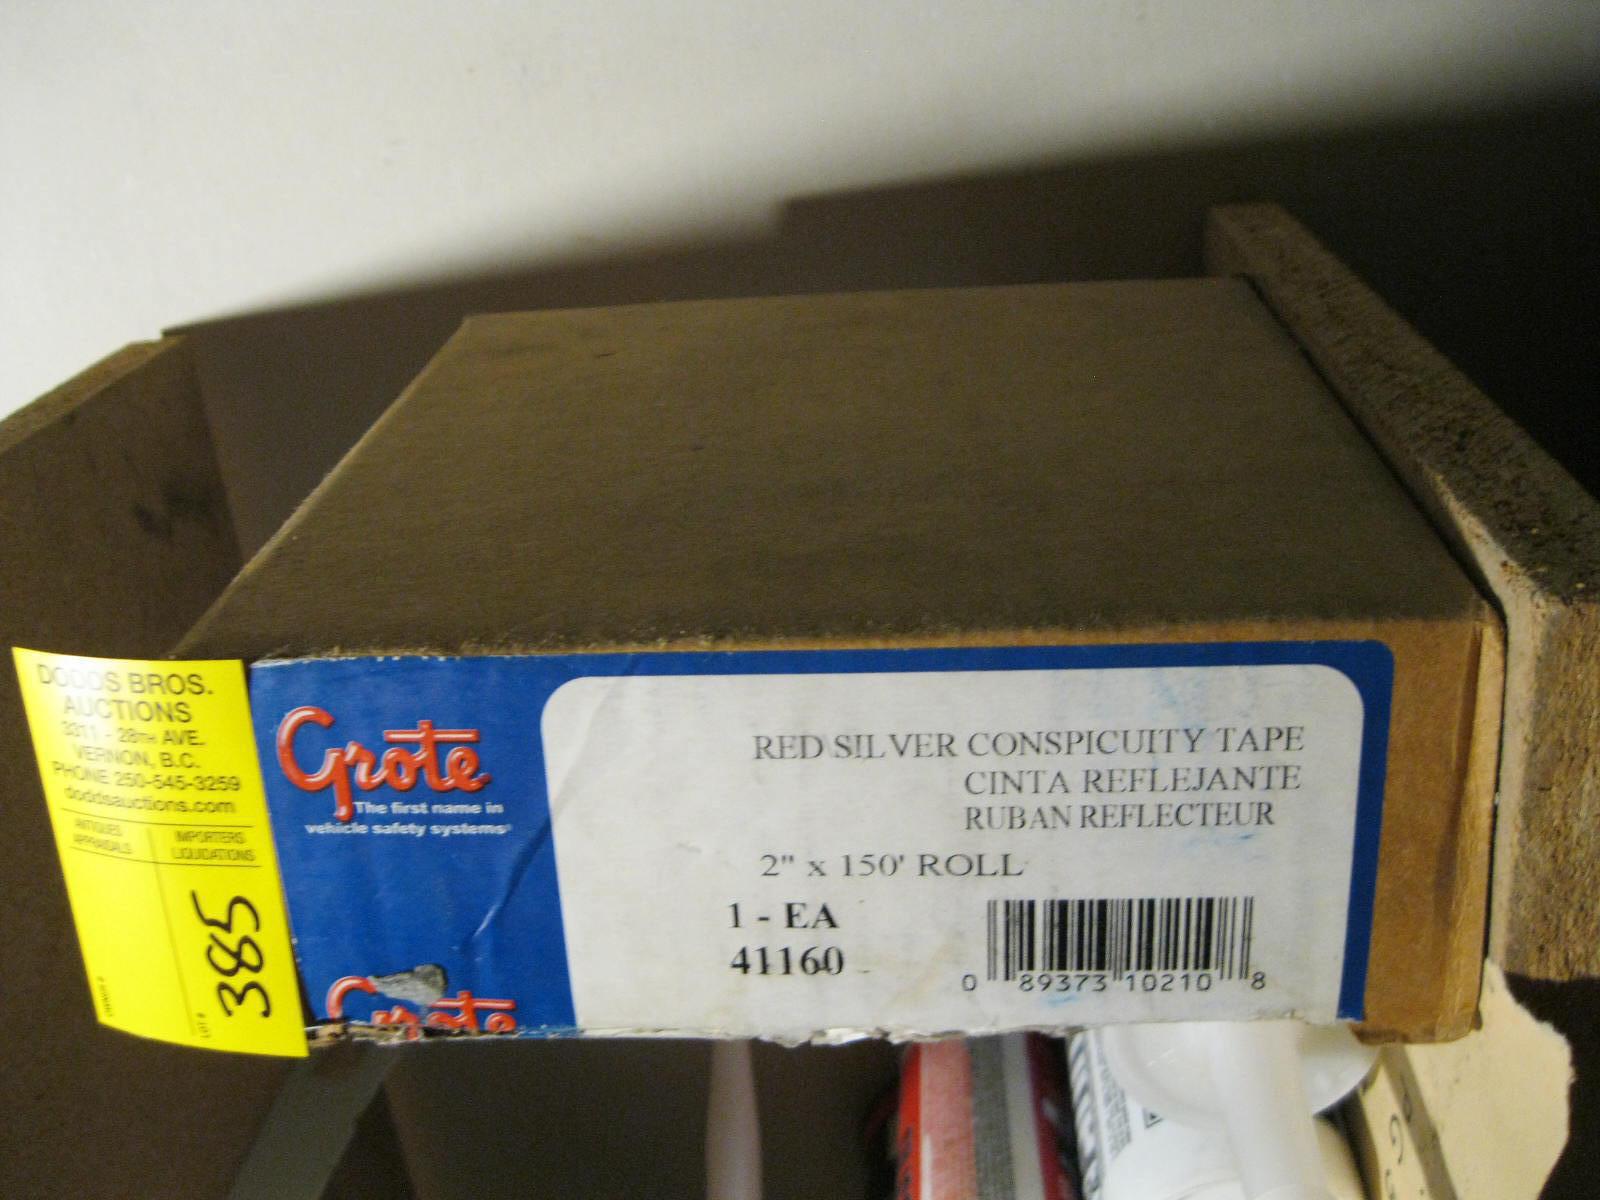 DODDS BROS.
AUCTIONS
3311 - 28TH AVE.
VERNON, B.C.
PHONE 250-545-3259
doddsauctions.com
ANTIQUES
APPRAISALS
IMPORTERS
LIQUIDATIONS
LOT #
385
Grote
The first name in
vehicle safety systems
Grote
RED\SILVER CONSPICUITY TAPE
CINTA REFLEJANTE
RUBAN REFLECTEUR
2" x 150' ROLL
1 - EA
41160
0 89373 10210 8